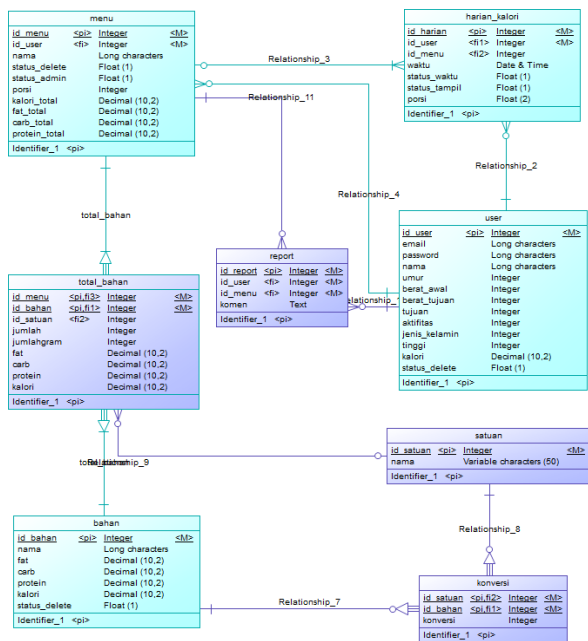 menu
id_menu <pi> Integer <M>
id_user <fi> Integer <M>
nama Long characters
status_delete Float (1)
status_admin Float (1)
porsi Integer
kalori_total Decimal (10,2)
fat_total Decimal (10,2)
carb_total Decimal (10,2)
protein_total Decimal (10,2)
Identifier_1 <pi>
harian_kalori
id_harian <pi> Integer <M>
id_user <fi1> Integer <M>
id_menu <fi2> Integer <M>
waktu Date & Time
status_waktu Float (1)
status_tampil Float (1)
porsi Float (2)
Identifier_1 <pi>
Relationship_3
Relationship_11
Relationship_2
Relationship_4
total_bahan
user
id_user <pi> Integer <M>
email Long characters
password Long characters
nama Long characters
umur Integer
berat_awal Integer
berat_tujuan Integer
tujuan Integer
aktifitas Integer
jenis_kelamin Integer
tinggi Integer
kalori Decimal (10,2)
status_delete Float (1)
Identifier_1 <pi>
report
id_report <pi> Integer <M>
id_user <fi> Integer <M>
id_menu <fi> Integer <M>
komen Text
Identifier_1 <pi>
total_bahan
id_menu <pi,fi3> Integer <M>
id_bahan <pi,fi1> Integer <M>
id_satuan <fi2> Integer
jumlah Integer
jumlahgram Integer
fat Decimal (10,2)
carb Decimal (10,2)
protein Decimal (10,2)
kalori Decimal (10,2)
Identifier_1 <pi>
satuan
id_satuan <pi> Integer <M>
nama Variable characters (50)
Identifier_1 <pi>
Relationship_8
bahan
id_bahan <pi> Integer <M>
nama Long characters
fat Decimal (10,2)
carb Decimal (10,2)
protein Decimal (10,2)
kalori Decimal (10,2)
status_delete Float (1)
Identifier_1 <pi>
Relationship_7
konversi
id_satuan <pi,fi2> Integer <M>
id_bahan <pi,fi1> Integer <M>
konversi Integer
Identifier_1 <pi>